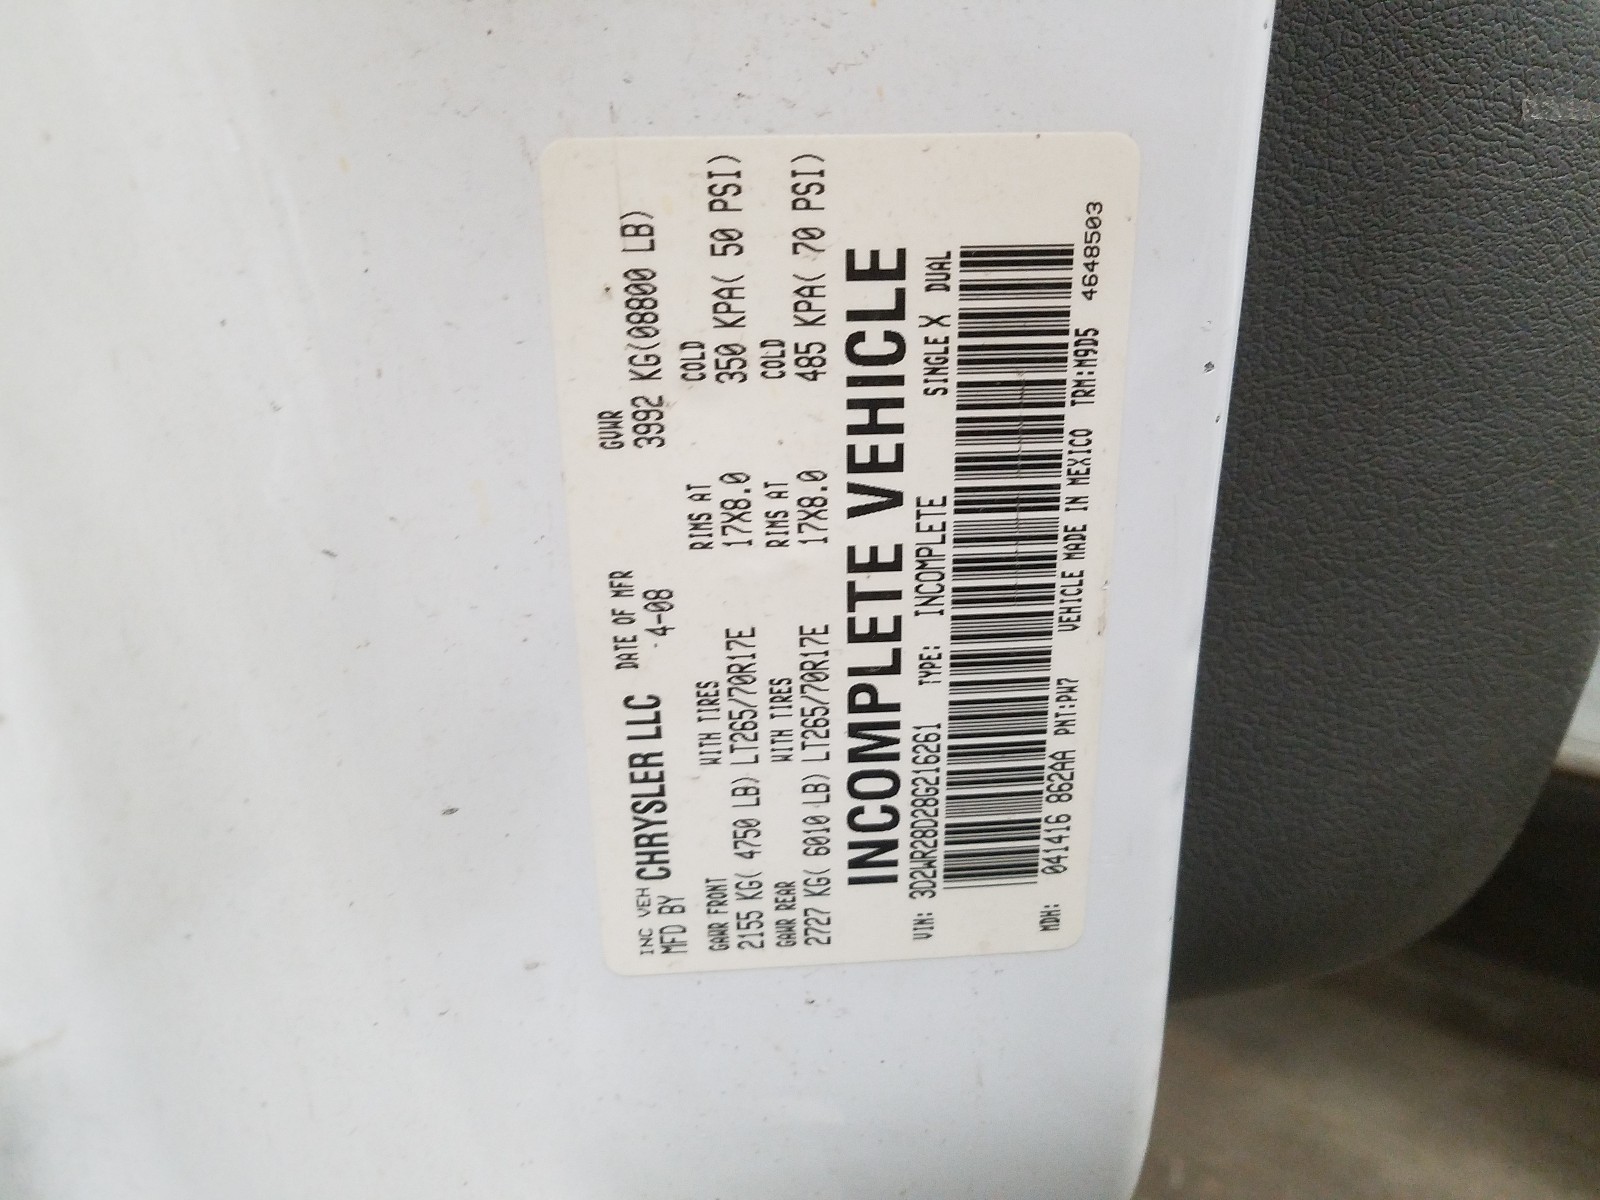 INC VEH
MFD BY CHRYSLER LLC DATE OF MFR 4-08 GVWR 3992 KG(08800 LB)
GAWR FRONT WITH TIRES RIMS AT COLD
2155 KG( 4750 LB) LT265/70R17E 17X8.0 350 KPA( 50 PSI)
GAWR REAR WITH TIRES RIMS AT COLD
2727 KG( 6010 LB) LT265/70R17E 17X8.0 485 KPA( 70 PSI)
INCOMPLETE VEHICLE
VIN: 3D2WR28D28G216261 TYPE: INCOMPLETE SINGLE X DUAL
MDH: 041416 862AA PNT:PW7 VEHICLE MADE IN MEXICO TRM:M9D5 4648503